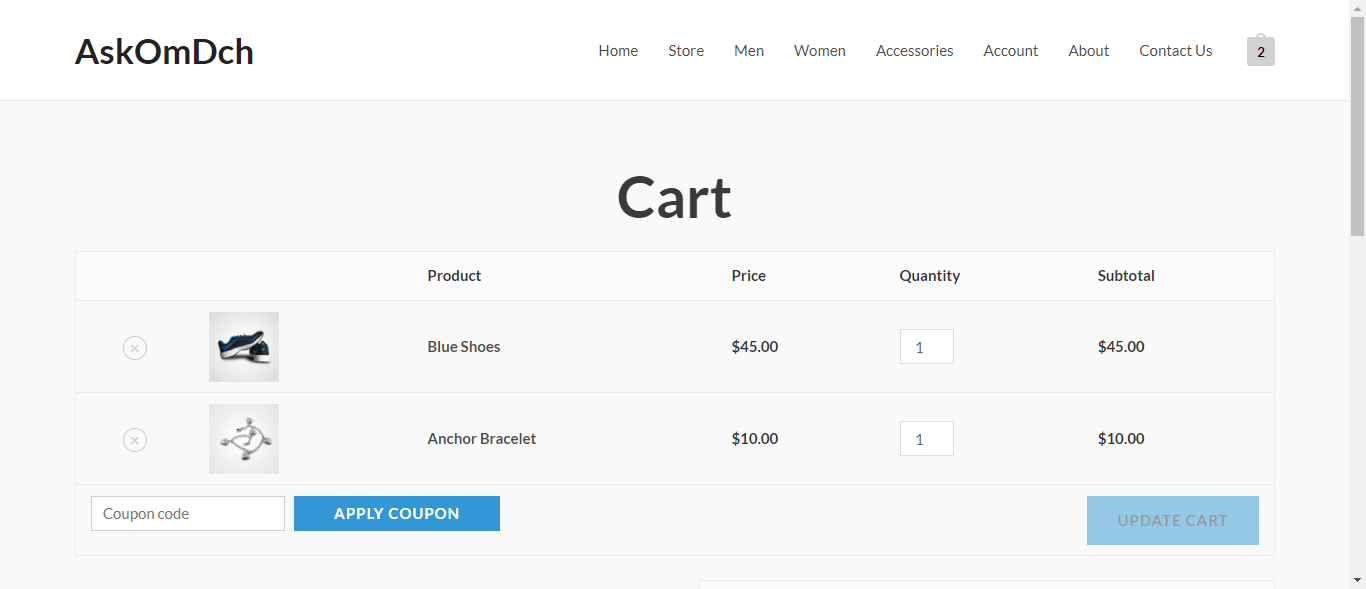 AskOmDch
Home Store Men Women Accessories Account About Contact Us 2
Cart
Product Price Quantity Subtotal
Blue Shoes $45.00 1 $45.00
Anchor Bracelet $10.00 1 $10.00
Coupon code APPLY COUPON UPDATE CART